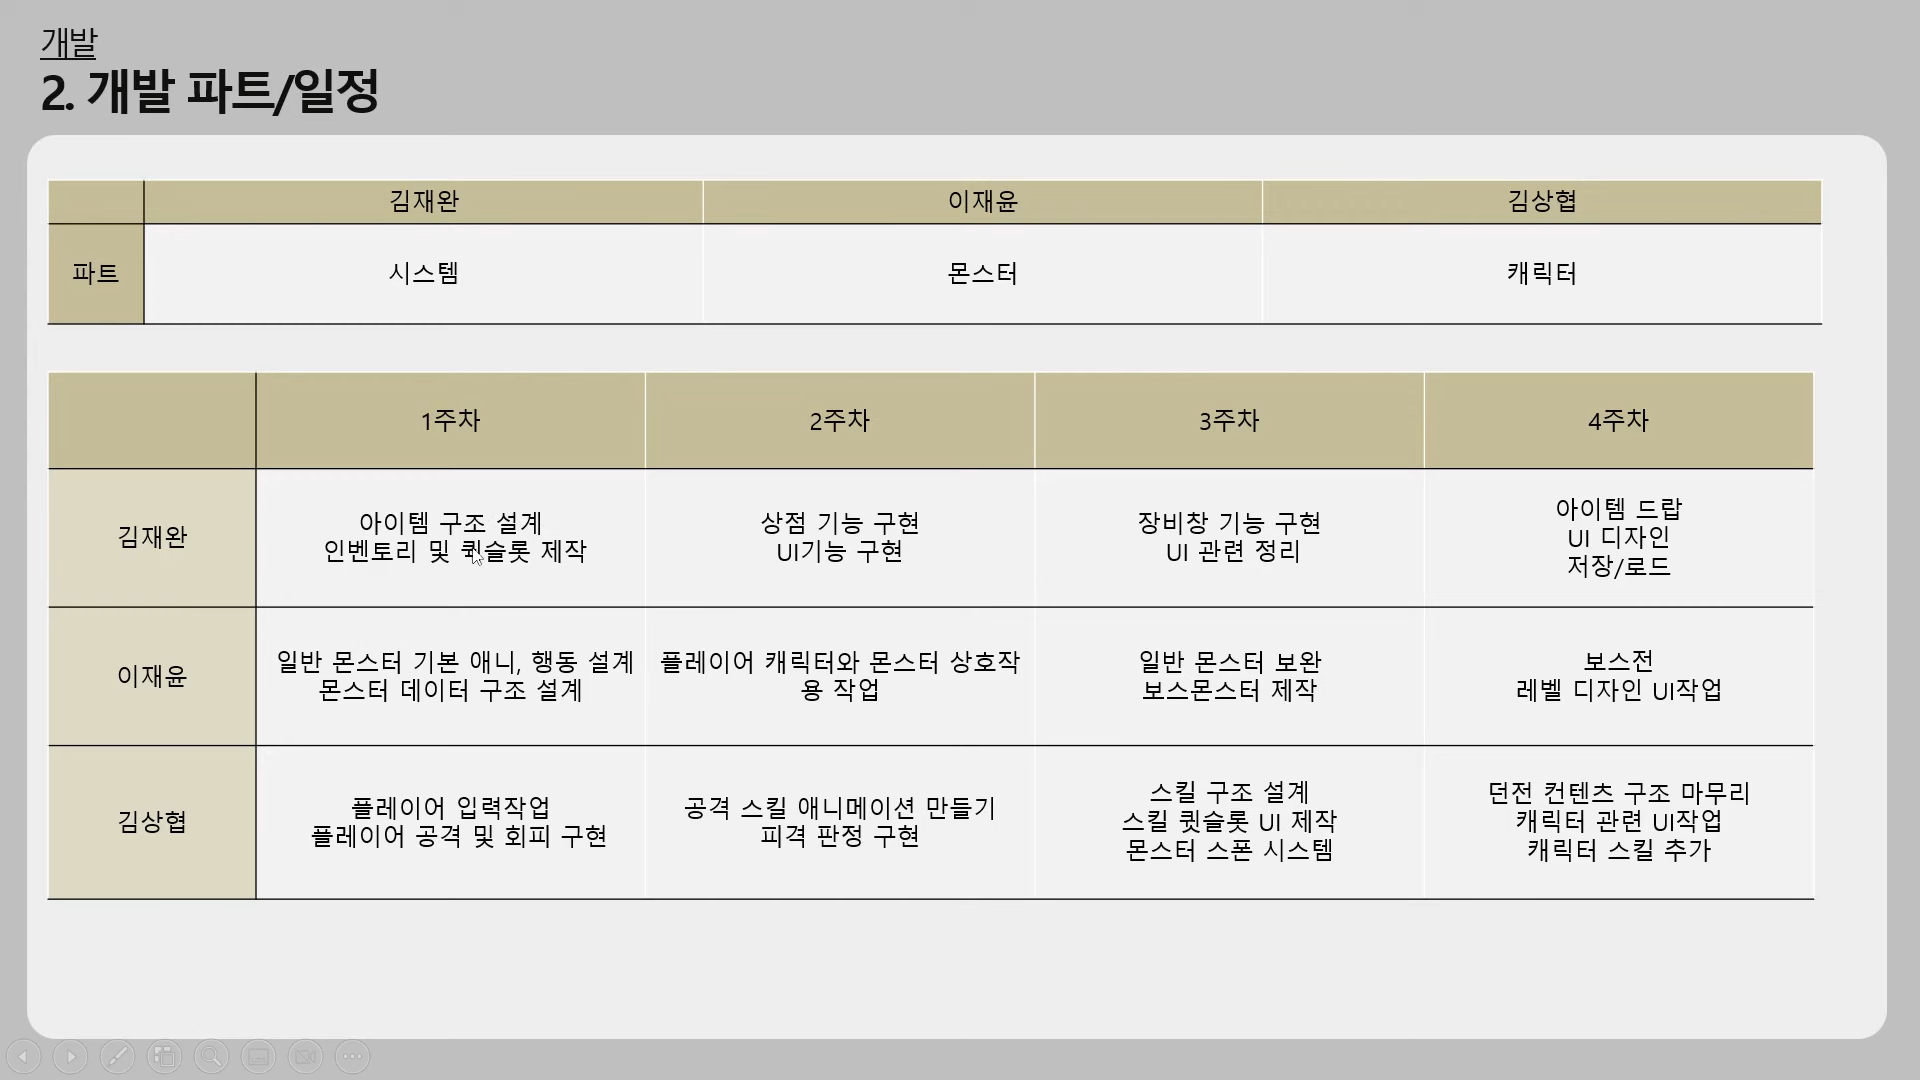 개발
2. 개발 파트/일정
김재완 이재윤 김상협
파트 시스템 몬스터 캐릭터
1주차 2주차 3주차 4주차
김재완
아이템 구조 설계
인벤토리 및 퀵슬롯 제작
상점 기능 구현
UI기능 구현
장비창 기능 구현
UI 관련 정리
아이템 드랍
UI 디자인
저장/로드
이재윤
일반 몬스터 기본 애니, 행동 설계
몬스터 데이터 구조 설계
플레이어 캐릭터와 몬스터 상호작
용 작업
일반 몬스터 보완
보스몬스터 제작
보스전
레벨 디자인 UI작업
김상협
플레이어 입력작업
플레이어 공격 및 회피 구현
공격 스킬 애니메이션 만들기
피격 판정 구현
스킬 구조 설계
스킬 큇슬롯 UI 제작
몬스터 스폰 시스템
던전 컨텐츠 구조 마무리
캐릭터 관련 UI작업
캐릭터 스킬 추가